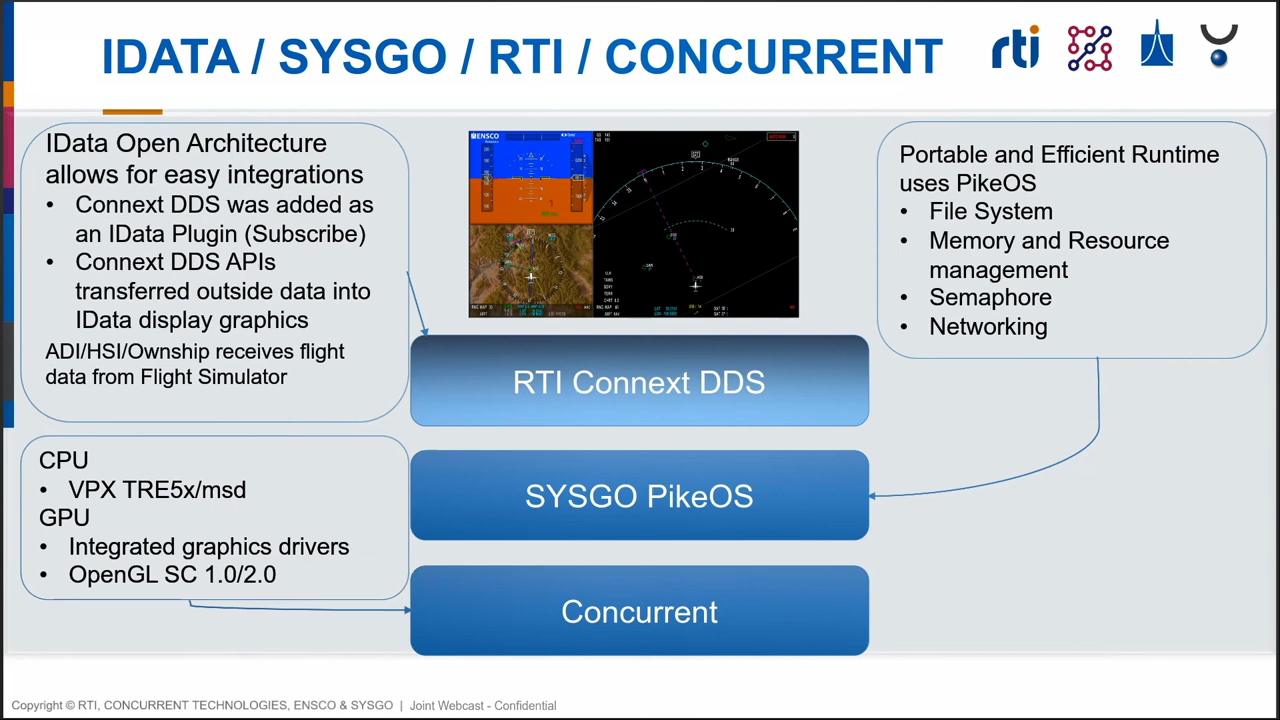 IDATA / SYSGO / RTI / CONCURRENT
rti
IData Open Architecture
allows for easy integrations
• Connext DDS was added as
an IData Plugin (Subscribe)
• Connext DDS APIs
transferred outside data into
IData display graphics
ADI/HSI/Ownship receives flight
data from Flight Simulator
ENSCO
Portable and Efficient Runtime
uses PikeOS
• File System
• Memory and Resource
management
• Semaphore
• Networking
RTI Connext DDS
CPU
• VPX TRE5x/msd
GPU
• Integrated graphics drivers
• OpenGL SC 1.0/2.0
SYSGO PikeOS
Concurrent
Copyright © RTI, CONCURRENT TECHNOLOGIES, ENSCO & SYSGO | Joint Webcast - Confidential